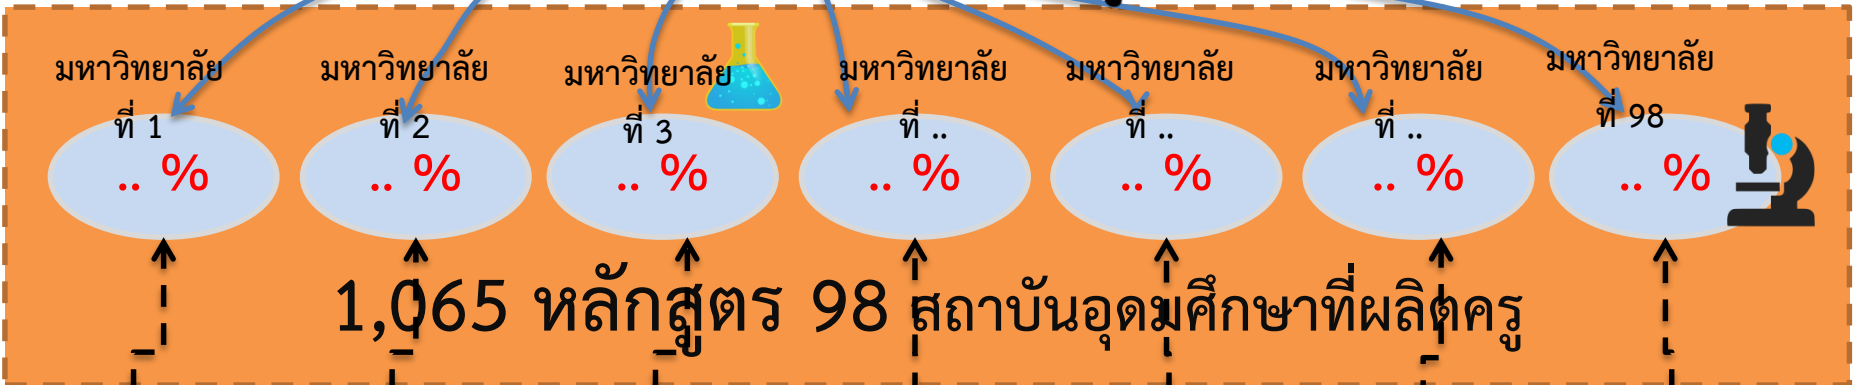 มหาวิทยาลัย
ที่ 1
.. %
มหาวิทยาลัย
ที่ 2
.. %
มหาวิทยาลัย
ที่ 3
.. %
มหาวิทยาลัย
ที่ ..
.. %
มหาวิทยาลัย
ที่ ..
.. %
มหาวิทยาลัย
ที่ ..
.. %
มหาวิทยาลัย
ที่ 98
.. %
1,065 หลักสูตร 98 สถาบันอุดมศึกษาที่ผลิตครู